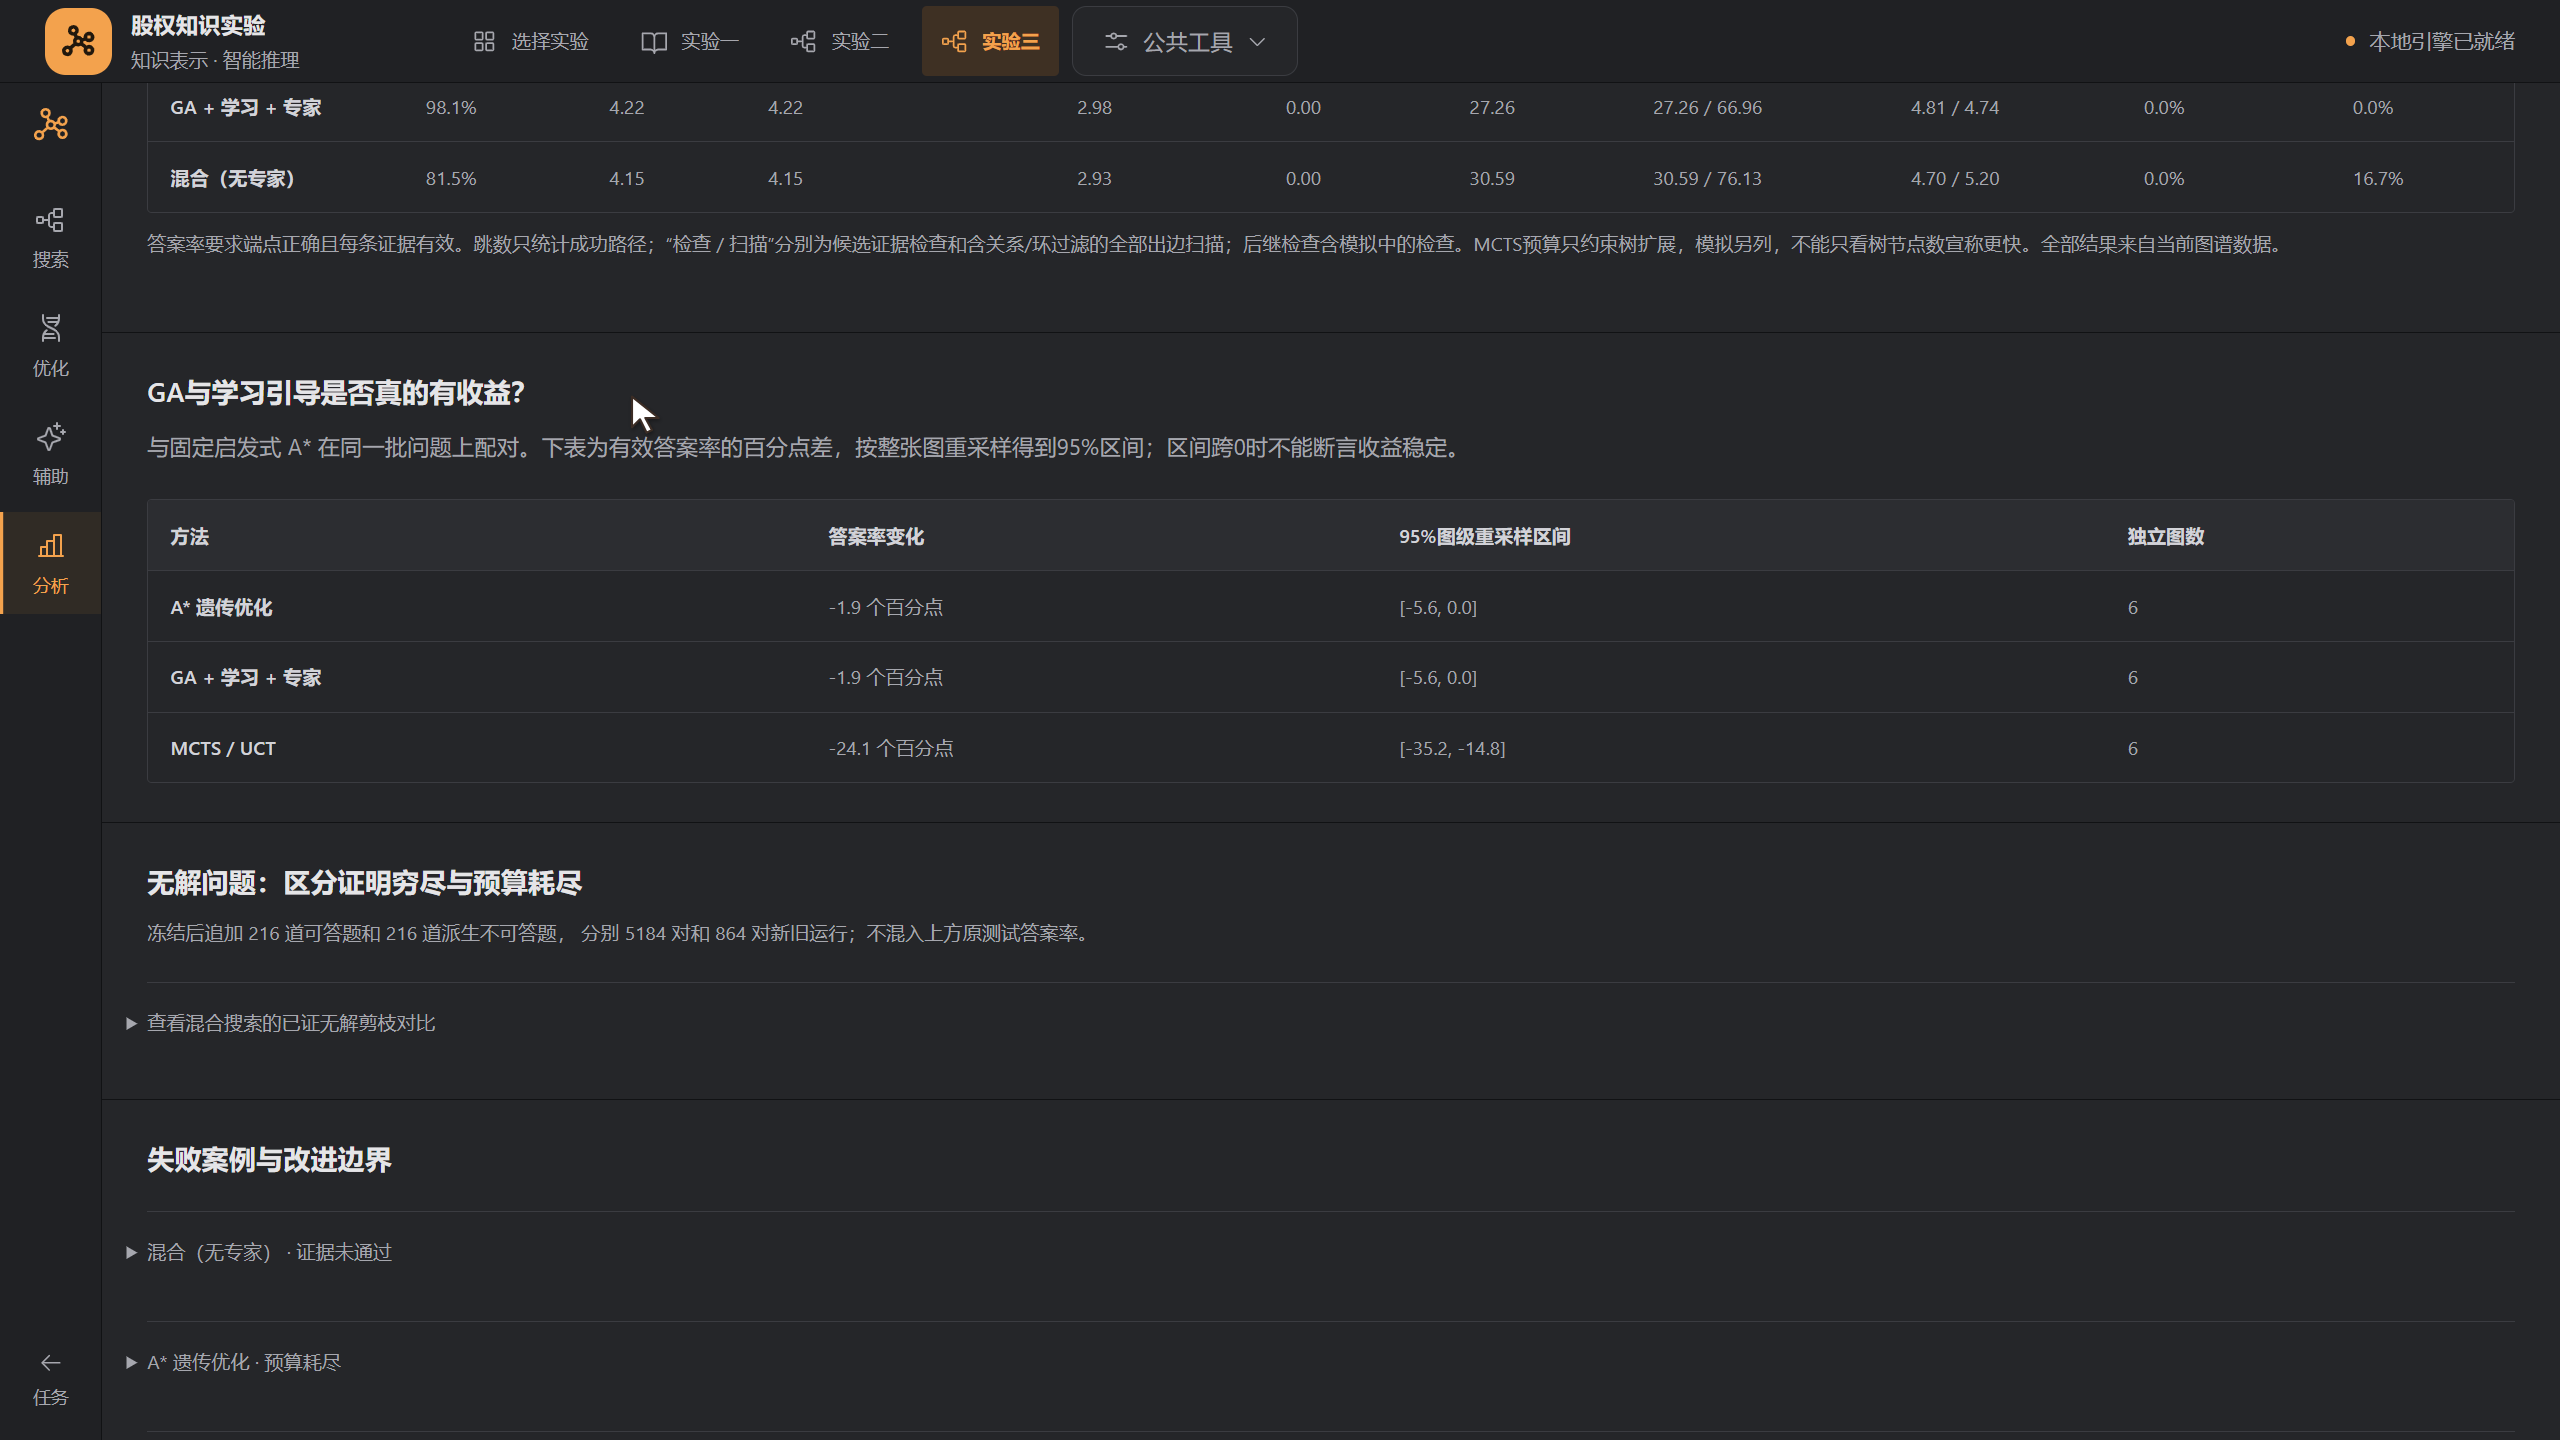 股权知识实验
知识表示 · 智能推理
选择实验
实验一
实验二
实验三
公共工具
本地引擎已就绪
搜索
优化
辅助
分析
任务
GA + 学习 + 专家 98.1% 4.22 4.22 2.98 0.00 27.26 27.26 / 66.96 4.81 / 4.74 0.0% 0.0%
混合（无专家） 81.5% 4.15 4.15 2.93 0.00 30.59 30.59 / 76.13 4.70 / 5.20 0.0% 16.7%
答案率要求端点正确且每条证据有效。跳数只统计成功路径；“检查 / 扫描”分别为候选证据检查和含关系/环过滤的全部出边扫描；后继检查含模拟中的检查。MCTS预算只约束树扩展，模拟另列，不能只看树节点数宣称更快。全部结果来自当前图谱数据。
GA与学习引导是否真的有收益？
与固定启发式 A* 在同一批问题上配对。下表为有效答案率的百分点差，按整张图重采样得到95%区间；区间跨0时不能断言收益稳定。
方法 答案率变化 95%图级重采样区间 独立图数
A* 遗传优化 -1.9 个百分点 [-5.6, 0.0] 6
GA + 学习 + 专家 -1.9 个百分点 [-5.6, 0.0] 6
MCTS / UCT -24.1 个百分点 [-35.2, -14.8] 6
无解问题：区分证明穷尽与预算耗尽
冻结后追加 216 道可答题和 216 道派生不可答题， 分别 5184 对和 864 对新旧运行；不混入上方原测试答案率。
查看混合搜索的已证无解剪枝对比
失败案例与改进边界
混合（无专家） · 证据未通过
A* 遗传优化 · 预算耗尽